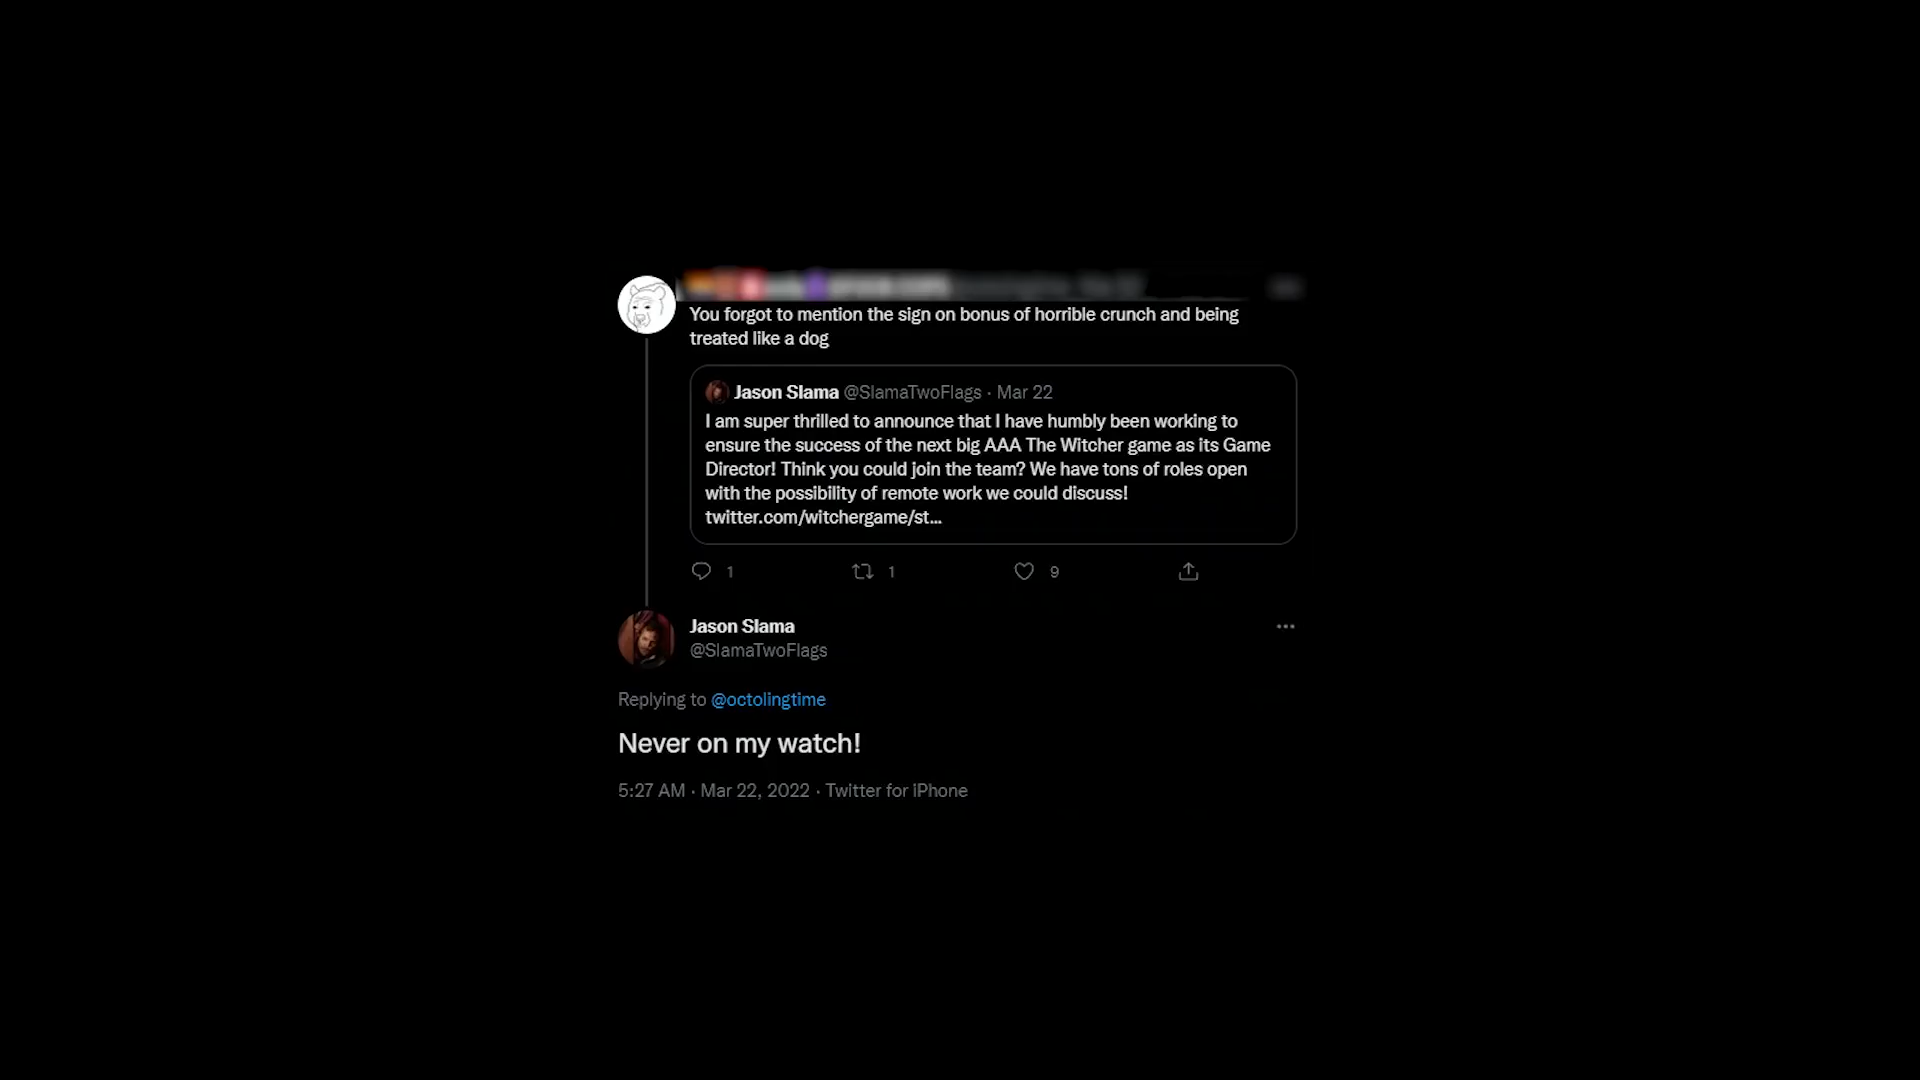 You forgot to mention the sign on bonus of horrible crunch and being
treated like a dog
Jason Slama @SlamaTwoFlags · Mar 22
I am super thrilled to announce that I have humbly been working to
ensure the success of the next big AAA The Witcher game as its Game
Director! Think you could join the team? We have tons of roles open
with the possibility of remote work we could discuss!
twitter.com/witchergame/st...
1 1 9
Jason Slama
@SlamaTwoFlags
Replying to @octolingtime
Never on my watch!
5:27 AM · Mar 22, 2022 · Twitter for iPhone